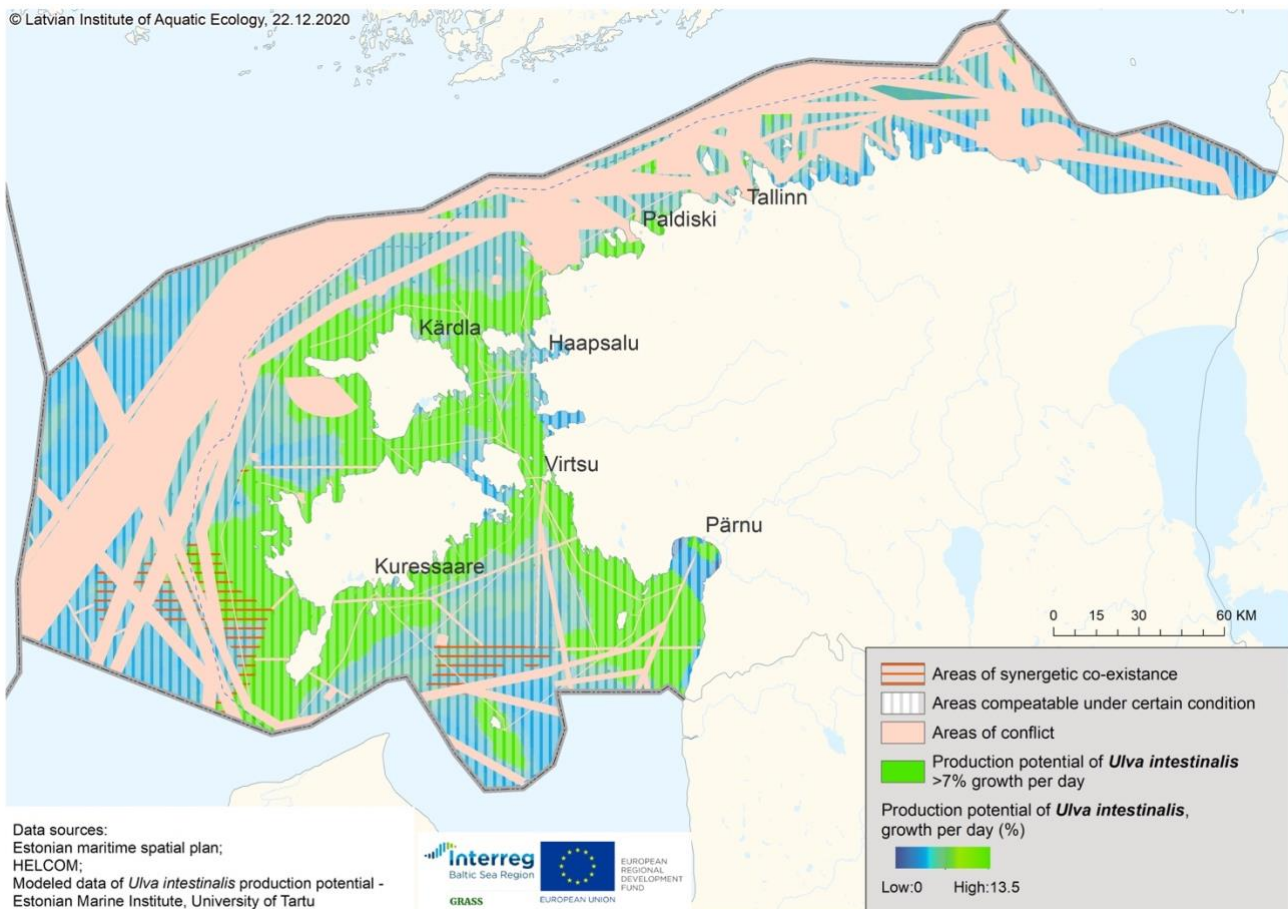 © Latvian Institute of Aquatic Ecology, 22.12.2020
Tallinn
Paldiski
Kärdla
Haapsalu
Virtsu
Pärnu
Kuressaare
0 15 30 60 KM
Areas of synergetic co-existance
Areas compeatable under certain condition
Areas of conflict
Production potential of Ulva intestinalis
>7% growth per day
Production potential of Ulva intestinalis,
growth per day (%)
Low:0 High:13.5
Data sources:
Estonian maritime spatial plan;
HELCOM;
Modeled data of Ulva intestinalis production potential -
Estonian Marine Institute, University of Tartu
Interreg
Baltic Sea Region
GRASS
EUROPEAN UNION
EUROPEAN
REGIONAL
DEVELOPMENT
FUND